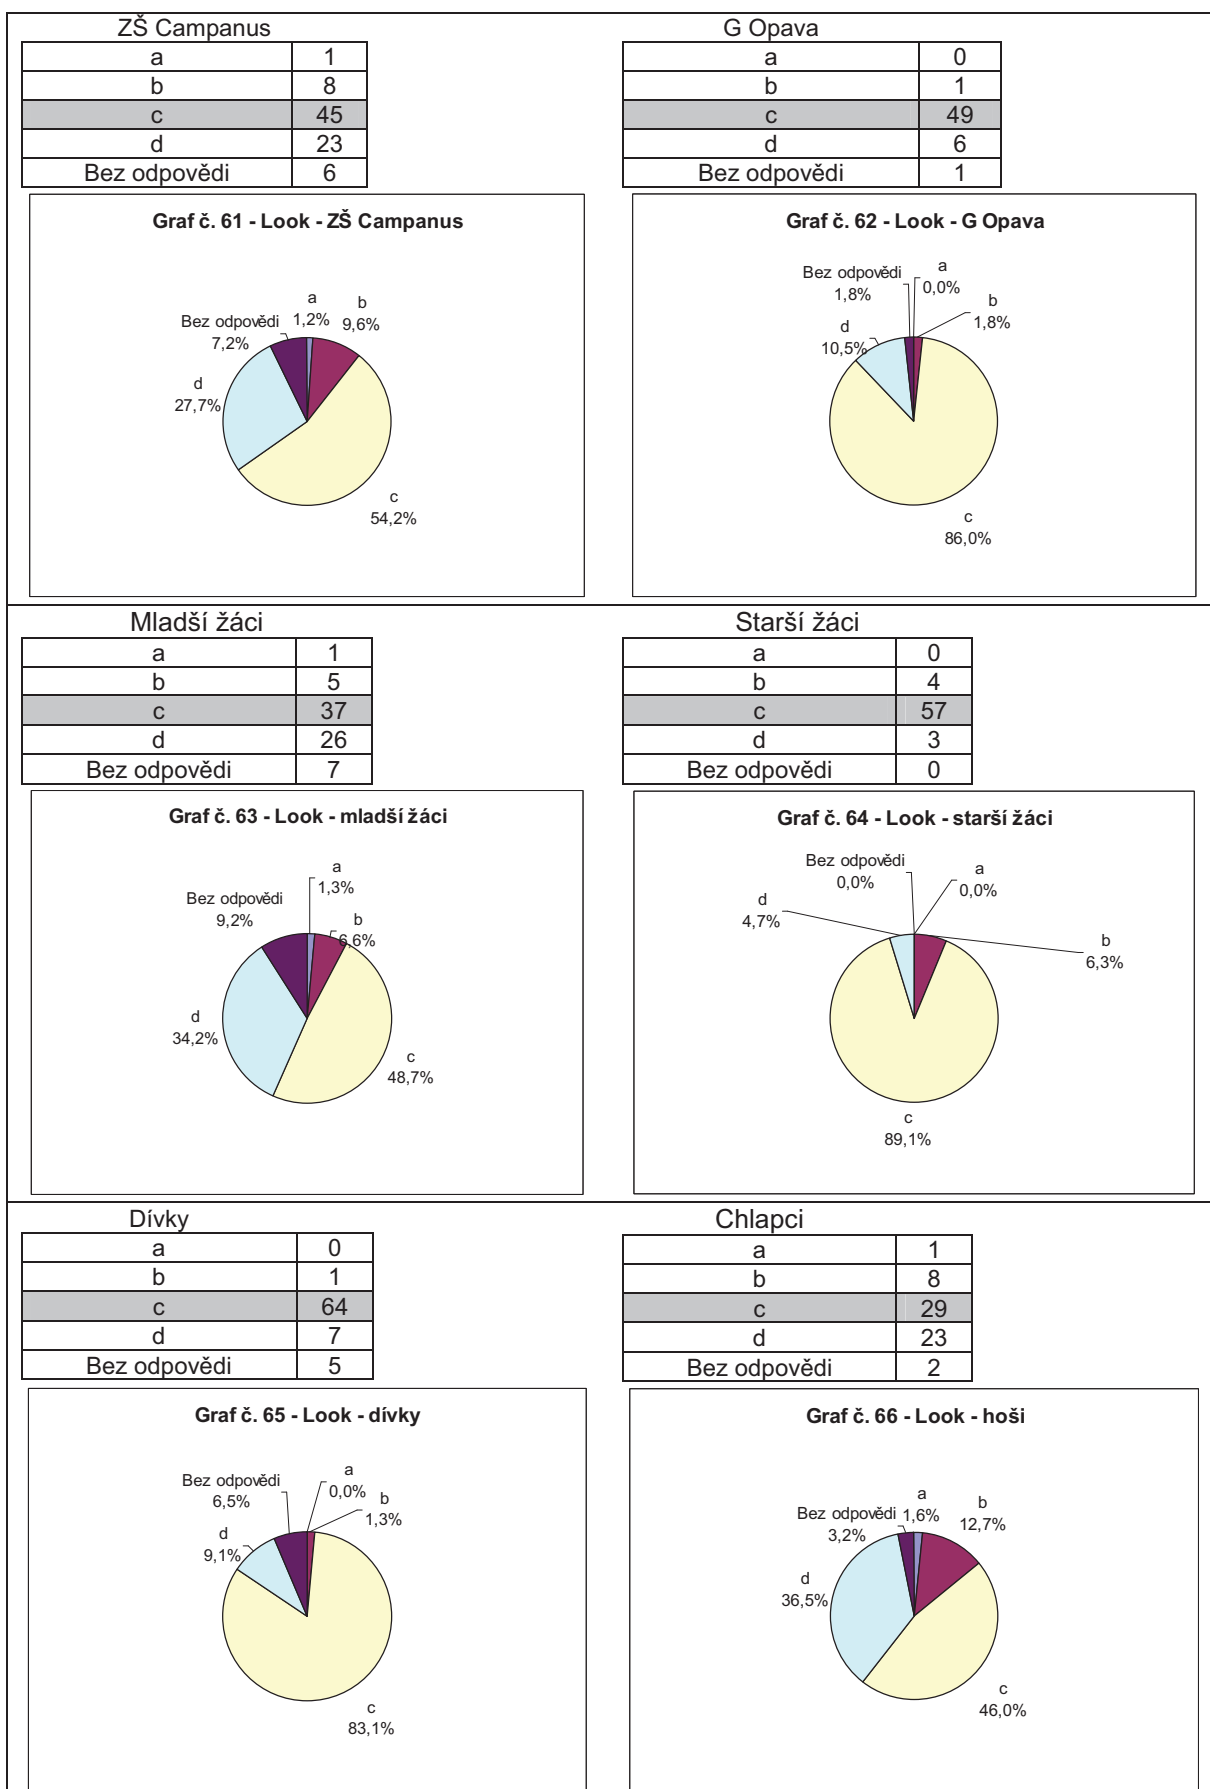 ZŠ Campanus
a 1
b 8
c 45
d 23
Bez odpovědi 6
G Opava
a 0
b 1
c 49
d 6
Bez odpovědi 1
Graf č. 61 - Look - ZŠ Campanus
a
1,2%
b
9,6%
c
54,2%
d
27,7%
Bez odpovědi
7,2%
Graf č. 62 - Look - G Opava
a
0,0%
b
1,8%
c
86,0%
d
10,5%
Bez odpovědi
1,8%
Mladší žáci
a 1
b 5
c 37
d 26
Bez odpovědi 7
Starší žáci
a 0
b 4
c 57
d 3
Bez odpovědi 0
Graf č. 63 - Look - mladší žáci
a
1,3%
b
6,6%
c
48,7%
d
34,2%
Bez odpovědi
9,2%
Graf č. 64 - Look - starší žáci
a
0,0%
b
6,3%
c
89,1%
d
4,7%
Bez odpovědi
0,0%
Dívky
a 0
b 1
c 64
d 7
Bez odpovědi 5
Chlapci
a 1
b 8
c 29
d 23
Bez odpovědi 2
Graf č. 65 - Look - dívky
a
0,0%
b
1,3%
c
83,1%
d
9,1%
Bez odpovědi
6,5%
Graf č. 66 - Look - hoši
a
1,6%
b
12,7%
c
46,0%
d
36,5%
Bez odpovědi
3,2%